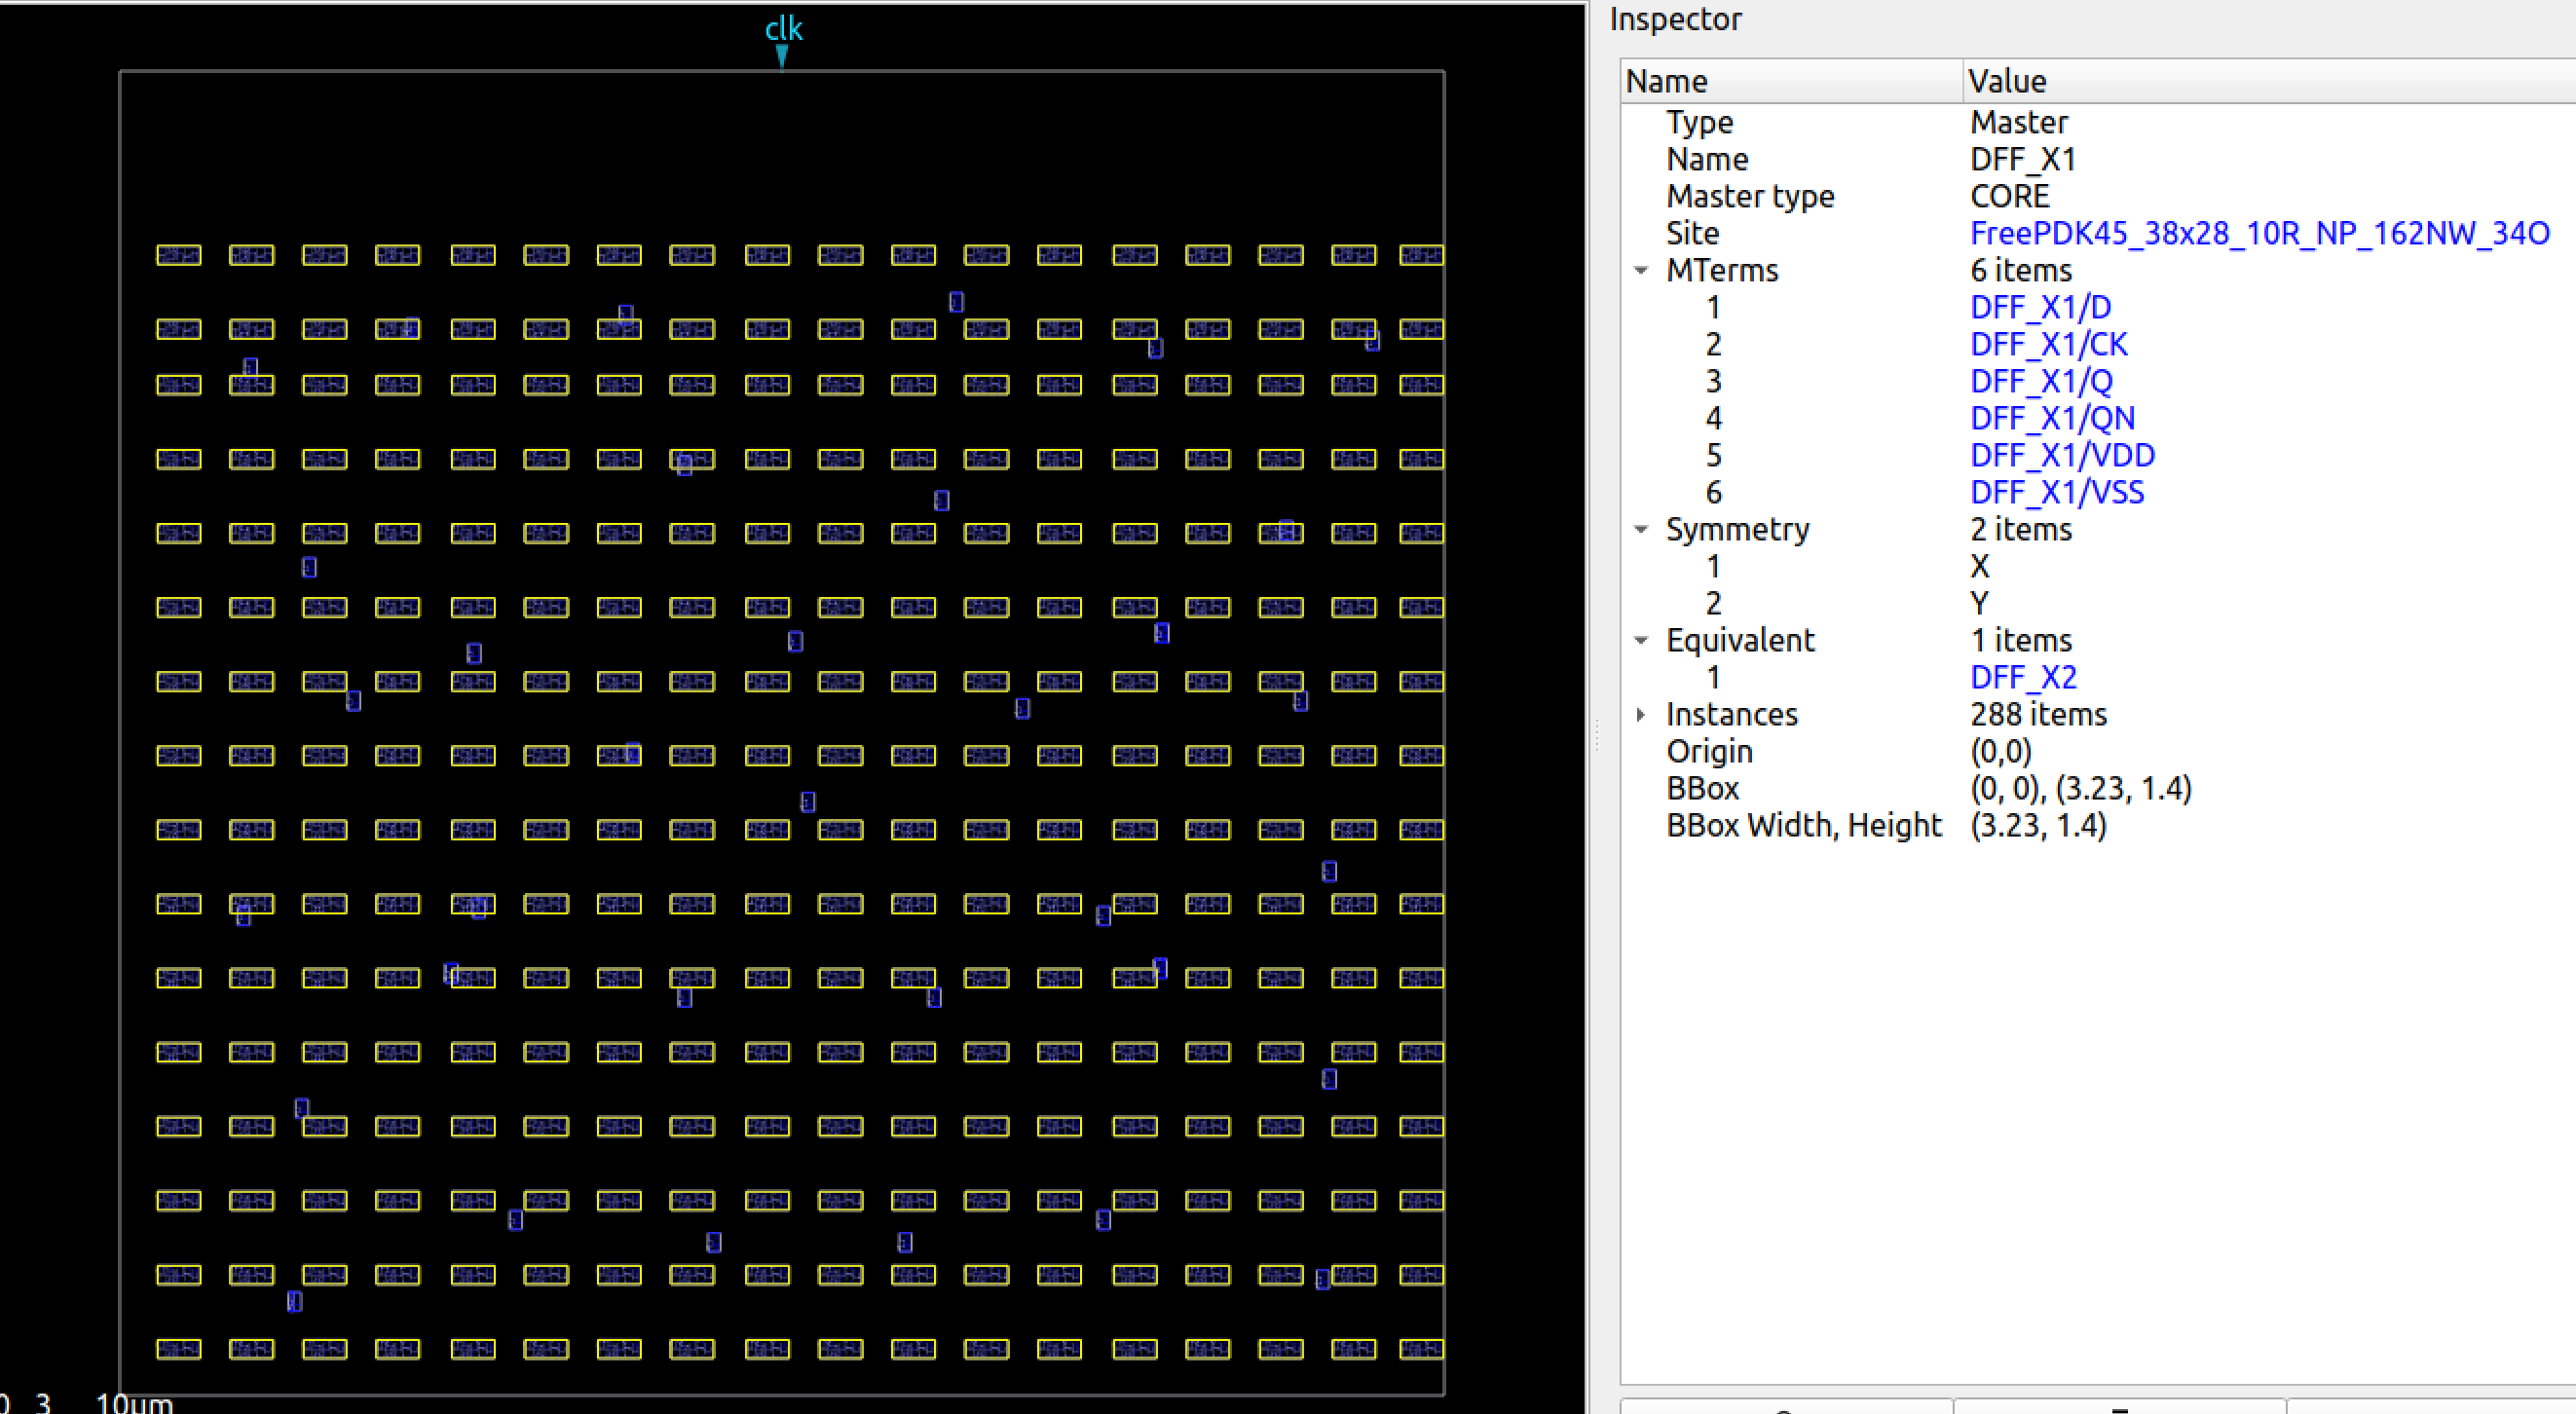 clk
0 3 10um
Inspector
Name Value
Type Master
Name DFF_X1
Master type CORE
Site FreePDK45_38x28_10R_NP_162NW_34O
MTerms 6 items
1 DFF_X1/D
2 DFF_X1/CK
3 DFF_X1/Q
4 DFF_X1/QN
5 DFF_X1/VDD
6 DFF_X1/VSS
Symmetry 2 items
1 X
2 Y
Equivalent 1 items
1 DFF_X2
Instances 288 items
Origin (0,0)
BBox (0, 0), (3.23, 1.4)
BBox Width, Height (3.23, 1.4)